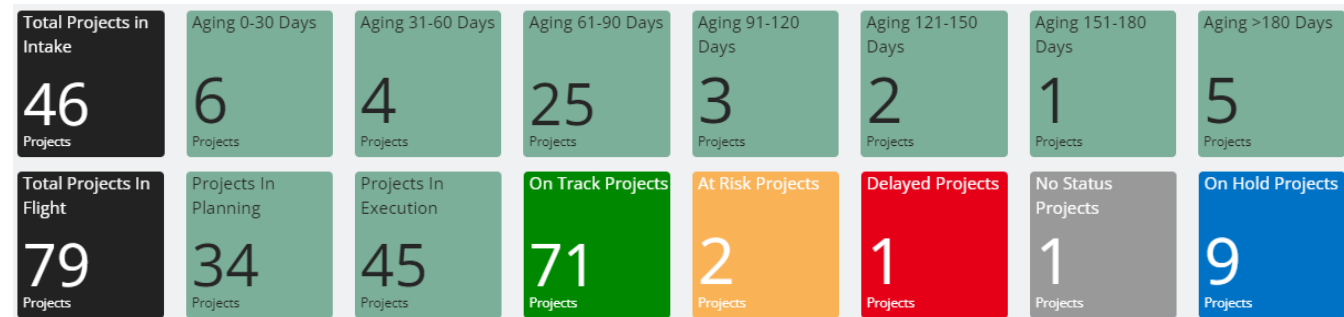 Total Projects in
Intake
46
Projects
Aging 0-30 Days
6
Projects
Aging 31-60 Days
4
Projects
Aging 61-90 Days
25
Projects
Aging 91-120
Days
3
Projects
Aging 121-150
Days
2
Projects
Aging 151-180
Days
1
Projects
Aging >180 Days
5
Projects
Total Projects In
Flight
79
Projects
Projects In
Planning
34
Projects
Projects In
Execution
45
Projects
On Track Projects
71
Projects
At Risk Projects
2
Projects
Delayed Projects
1
Projects
No Status
Projects
1
Projects
On Hold Projects
9
Projects